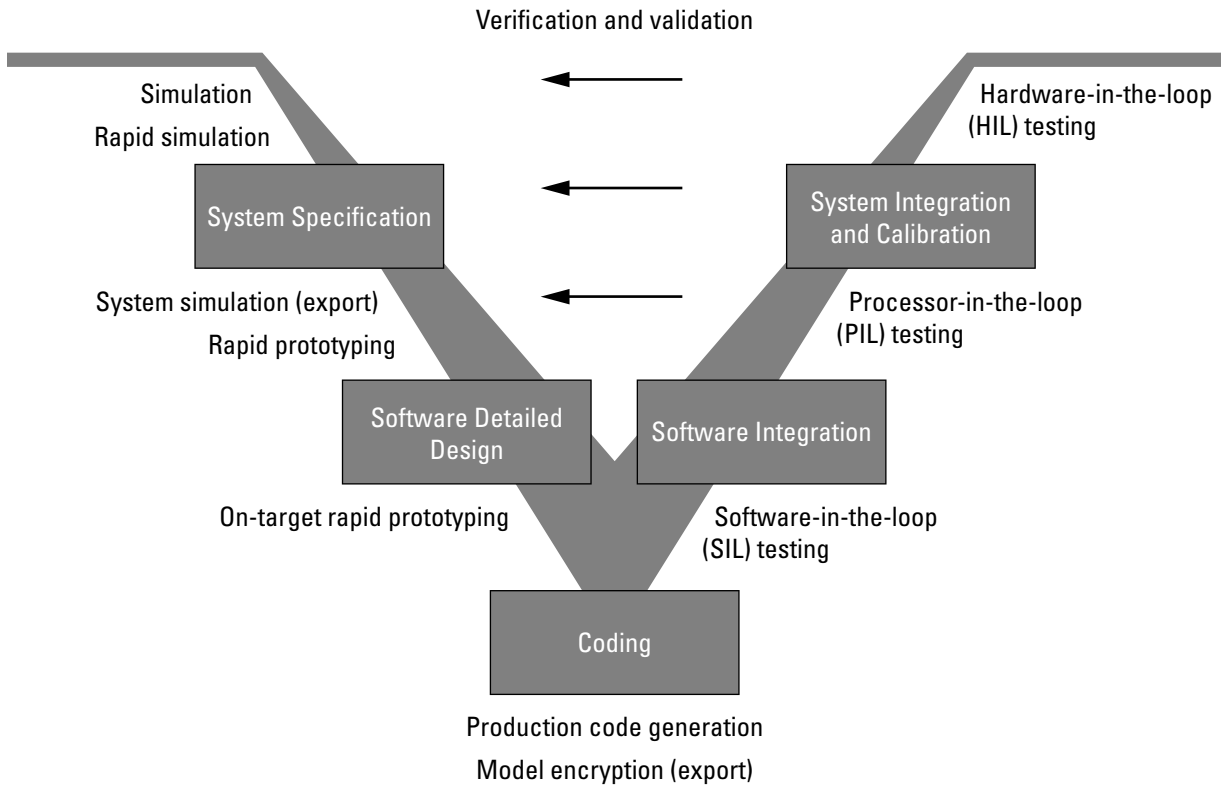 Verification and validation
Simulation
Rapid simulation
Hardware-in-the-loop
(HIL) testing
System Specification
System Integration
and Calibration
System simulation (export)
Rapid prototyping
Processor-in-the-loop
(PIL) testing
Software Detailed
Design
Software Integration
On-target rapid prototyping
Software-in-the-loop
(SIL) testing
Coding
Production code generation
Model encryption (export)